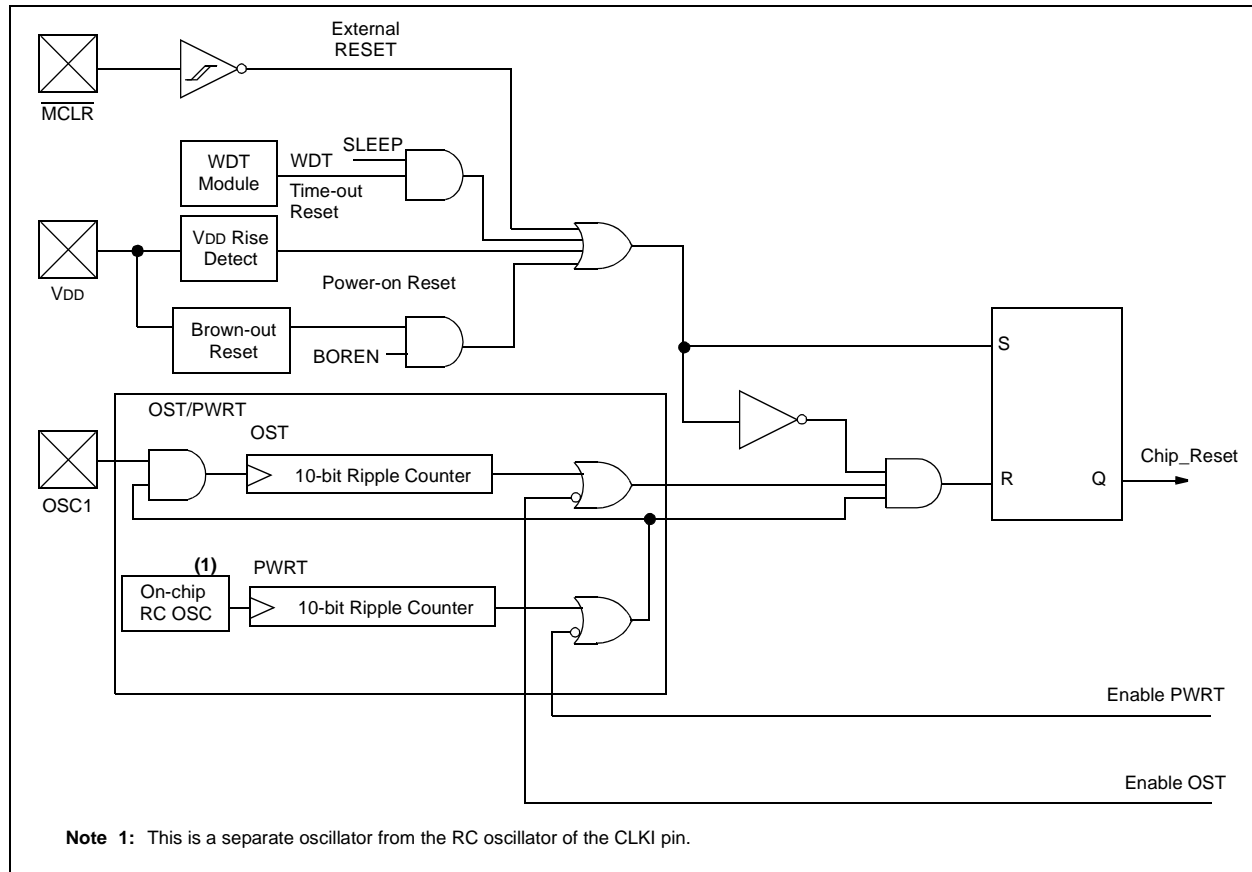 External
RESET
MCLR
SLEEP
WDT
Module
WDT
Time-out
Reset
VDD Rise
Detect
VDD
Power-on Reset
Brown-out
Reset
BOREN
S
OST/PWRT
OST
10-bit Ripple Counter
OSC1
Chip_Reset
R
Q
(1)
PWRT
On-chip
RC OSC
10-bit Ripple Counter
Enable PWRT
Enable OST
Note 1: This is a separate oscillator from the RC oscillator of the CLKI pin.